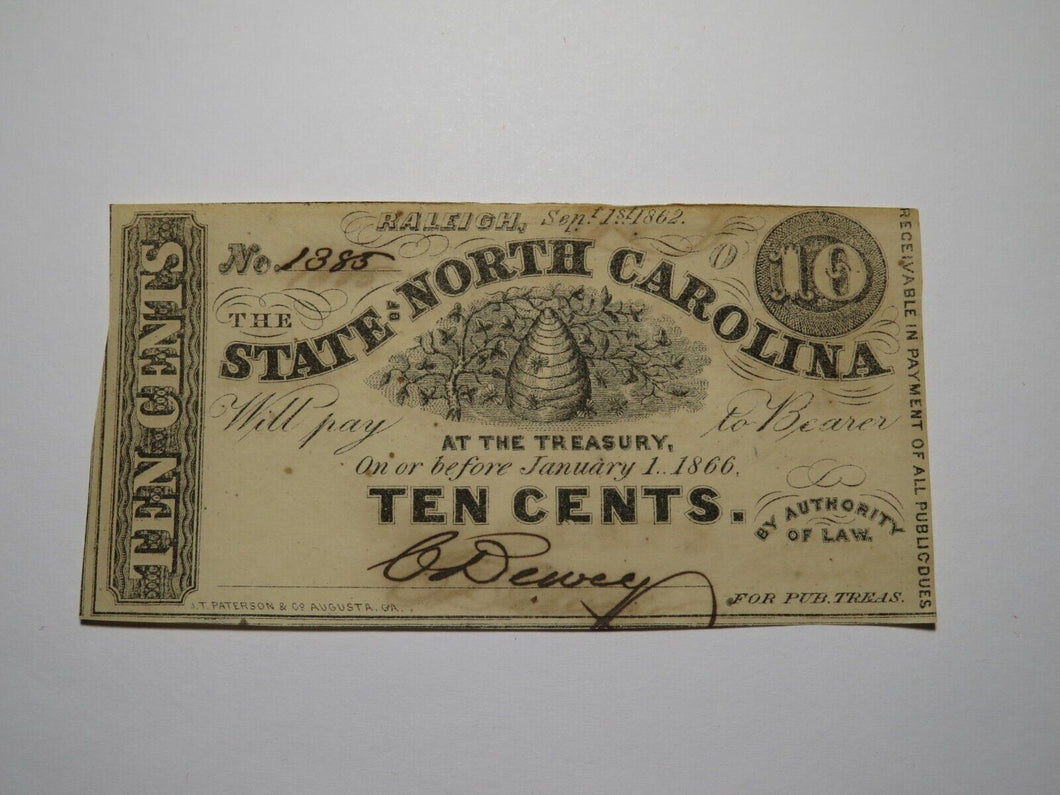 RALEIGH, Sep.t 1st 1862.
No. 1385
O
10
THE
STATE OF NORTH CAROLINA
Will pay to Bearer
AT THE TREASURY,
On or before January 1.. 1866.
TEN CENTS.
BY AUTHORITY
OF LAW.
C. Dewey
FOR PUB. TREAS.
J.T. PATERSON & CO AUGUSTA. GA.
TEN CENTS
RECEIVABLE IN PAYMENT OF ALL PUBLIC DUES